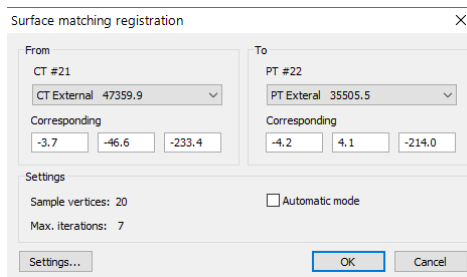 Surface matching registration
From
CT #21
CT External 47359.9
Corresponding
-3.7 -46.6 -233.4
To
PT #22
PT Exteral 35505.5
Corresponding
-4.2 4.1 -214.0
Settings
Sample vertices: 20
Max. iterations: 7
Automatic mode
Settings...
OK
Cancel